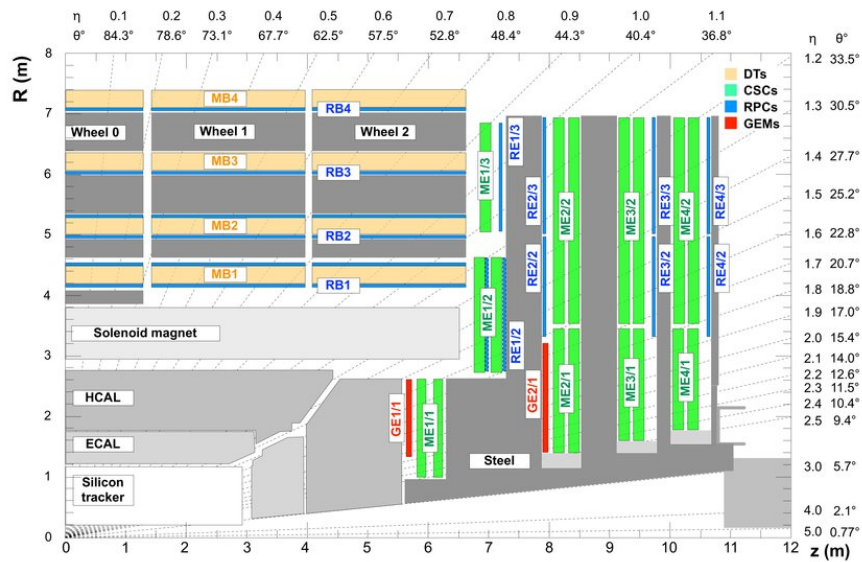 η 0.1 0.2 0.3 0.4 0.5 0.6 0.7 0.8 0.9 1.0 1.1
θ° 84.3° 78.6° 73.1° 67.7° 62.5° 57.5° 52.8° 48.4° 44.3° 40.4° 36.8° η θ°
R (m)
8
7
6
5
4
3
2
1
0
1.2 33.5°
1.3 30.5°
1.4 27.7°
1.5 25.2°
1.6 22.8°
1.7 20.7°
1.8 18.8°
1.9 17.0°
2.0 15.4°
2.1 14.0°
2.2 12.6°
2.3 11.5°
2.4 10.4°
2.5 9.4°
3.0 5.7°
4.0 2.1°
5.0 0.77°
DTs
CSCs
RPCs
GEMs
MB4
RB4
Wheel 0 Wheel 1 Wheel 2
MB3
RB3
MB2
RB2
MB1
RB1
Solenoid magnet
HCAL
ECAL
Silicon
tracker
Steel
GE1/1
ME1/1
ME1/2
ME1/3
RE1/3
RE1/2
RE2/3
RE2/2
GE2/1
ME2/2
ME2/1
ME3/2
ME3/1
RE3/3
RE3/2
ME4/2
ME4/1
RE4/3
RE4/2
0 1 2 3 4 5 6 7 8 9 10 11 12
z (m)